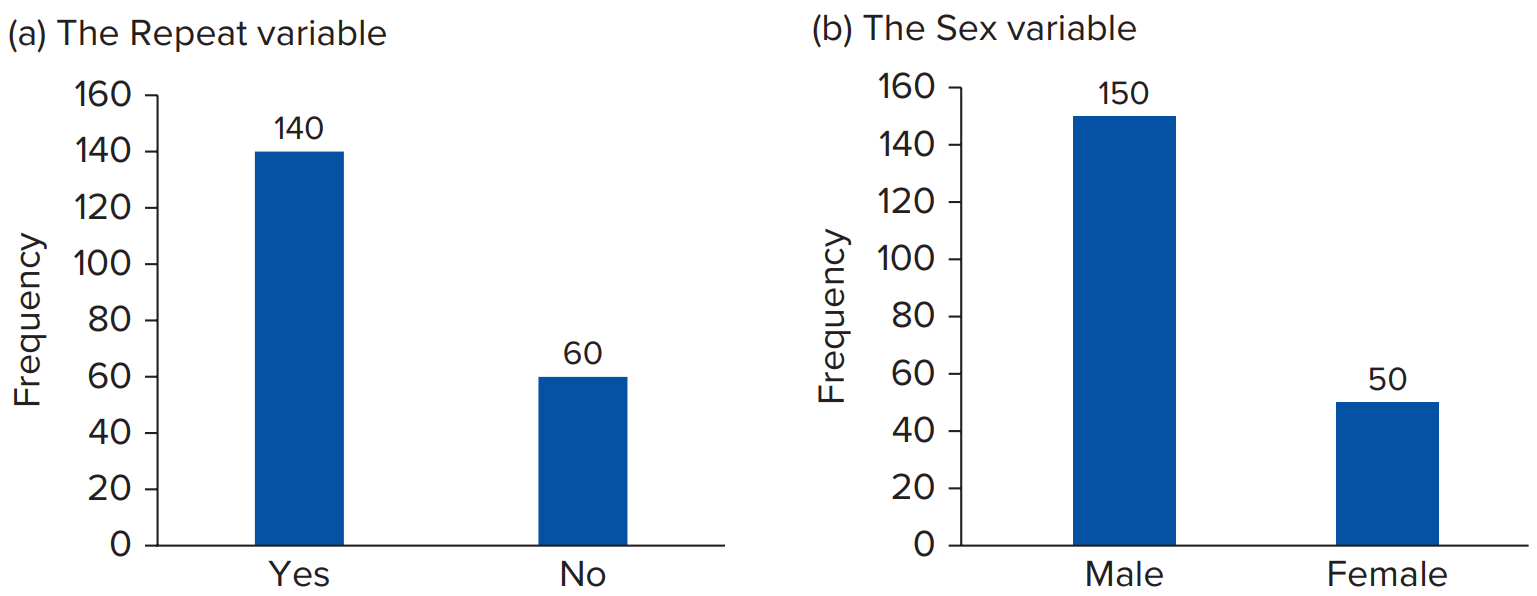 (a) The Repeat variable
160
140
120
100
80
60
40
20
0
Frequency
140
60
Yes
No
(b) The Sex variable
160
140
120
100
80
60
40
20
0
Frequency
150
50
Male
Female